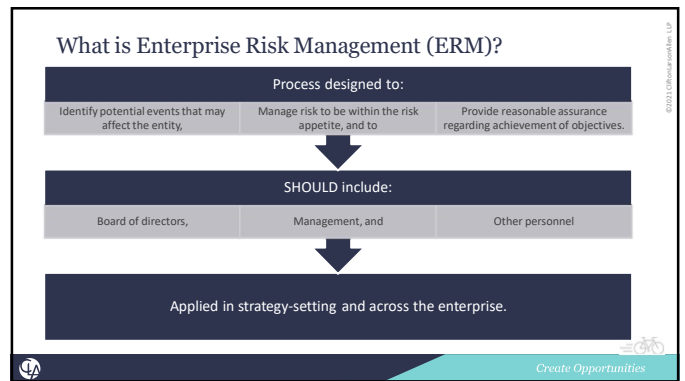 What is Enterprise Risk Management (ERM)?
Process designed to:
Identify potential events that may
affect the entity,
Manage risk to be within the risk
appetite, and to
Provide reasonable assurance
regarding achievement of objectives.
SHOULD include:
Board of directors,
Management, and
Other personnel
Applied in strategy-setting and across the enterprise.
©2021 CliftonLarsonAllen LLP
CLA
Create Opportunities